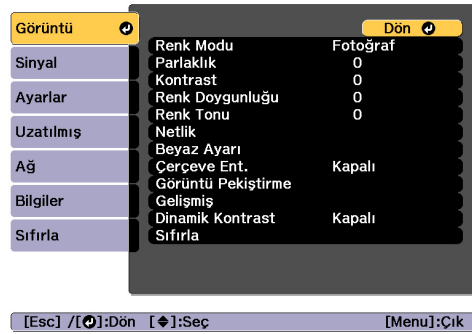 Görüntü
Sinyal
Ayarlar
Uzatılmış
Ağ
Bilgiler
Sıfırla
Dön
Renk Modu Fotoğraf
Parlaklık 0
Kontrast 0
Renk Doygunluğu 0
Renk Tonu 0
Netlik
Beyaz Ayarı
Çerçeve Ent. Kapalı
Görüntü Pekiştirme
Gelişmiş
Dinamik Kontrast Kapalı
Sıfırla
[Esc] /[↲]:Dön [◆]:Seç [Menu]:Çık